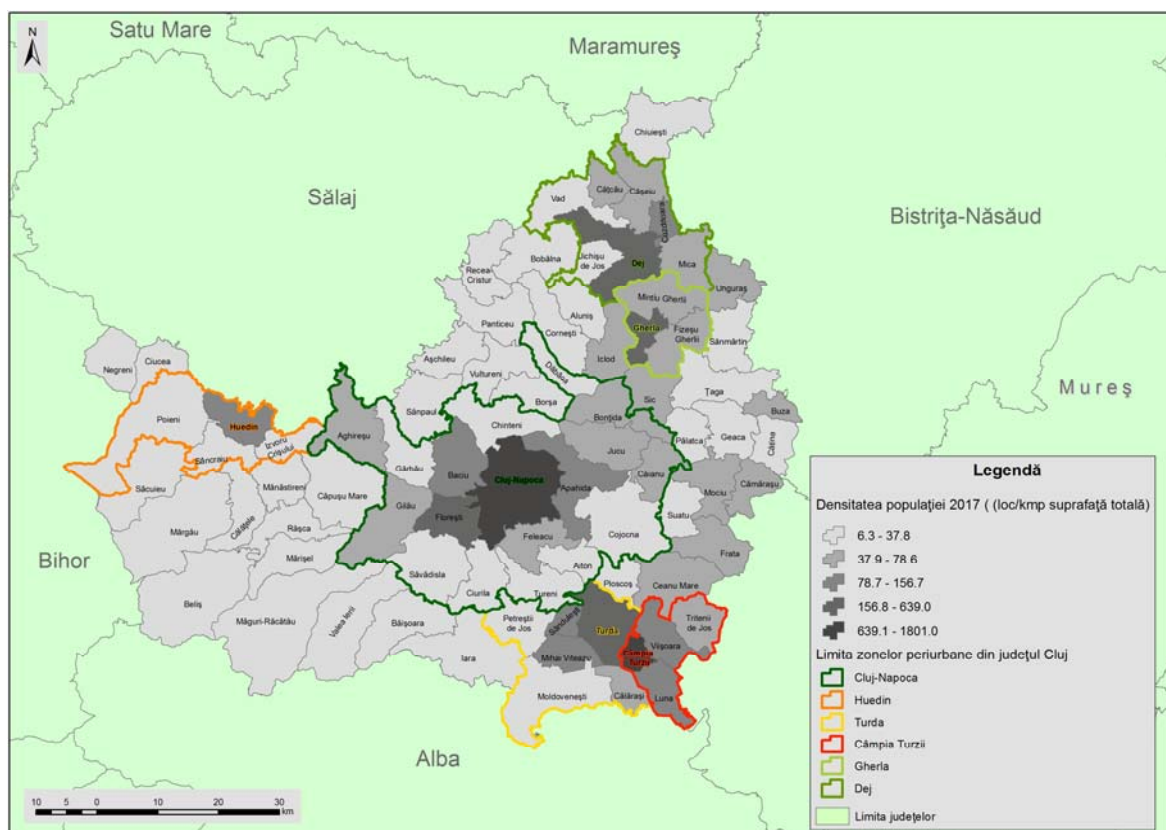 N
Satu Mare
Maramureş
Chiuieşti
Sălaj
Bistriţa-Năsăud
Câţcău
Câşeiu
Vad
Cuzdrioara
Bobâlna
Jichişu
de Jos
Dej
Mica
Unguraş
Recea-
Cristur
Mintiu Gherlii
Aluniş
Gherla
Fizeşu
Gherlii
Panticeu
Corneşti
Sânmărtin
Mureş
Negreni
Ciucea
Aşchileu
Iclod
Vultureni
Dăbâca
Sic
Ţaga
Poieni
Sânpaul
Borşa
Bonţida
Buza
Huedin
Chinteni
Aghireşu
Pălatca
Geaca
Cătina
Izvoru
Crişului
Jucu
Sâncraiu
Gârbău
Baciu
Cluj-Napoca
Căianu
Săcuieu
Mănăstireni
Căpuşu Mare
Apahida
Mociu
Cămăraşu
Gilău
Mărgău
Călăţele
Râşca
Floreşti
Feleacu
Suatu
Cojocna
Bihor
Mărişel
Frata
Săvădisla
Aiton
Ploscoş
Ceanu Mare
Beliş
Măguri-Răcătău
Valea Ierii
Ciurila
Tureni
Băişoara
Petreştii
de Jos
Sănduleşti
Turda
Tritenii
de Jos
Viişoara
Iara
Mihai Viteazu
Câmpia
Turzii
Moldoveneşti
Călăraşi
Luna
Alba
10 5 0 10 20 30
km
Legendă
Densitatea populaţiei 2017 ( (loc/kmp suprafaţă totală)
6.3 - 37.8
37.9 - 78.6
78.7 - 156.7
156.8 - 639.0
639.1 - 1801.0
Limita zonelor periurbane din judeţul Cluj
Cluj-Napoca
Huedin
Turda
Câmpia Turzii
Gherla
Dej
Limita judeţelor